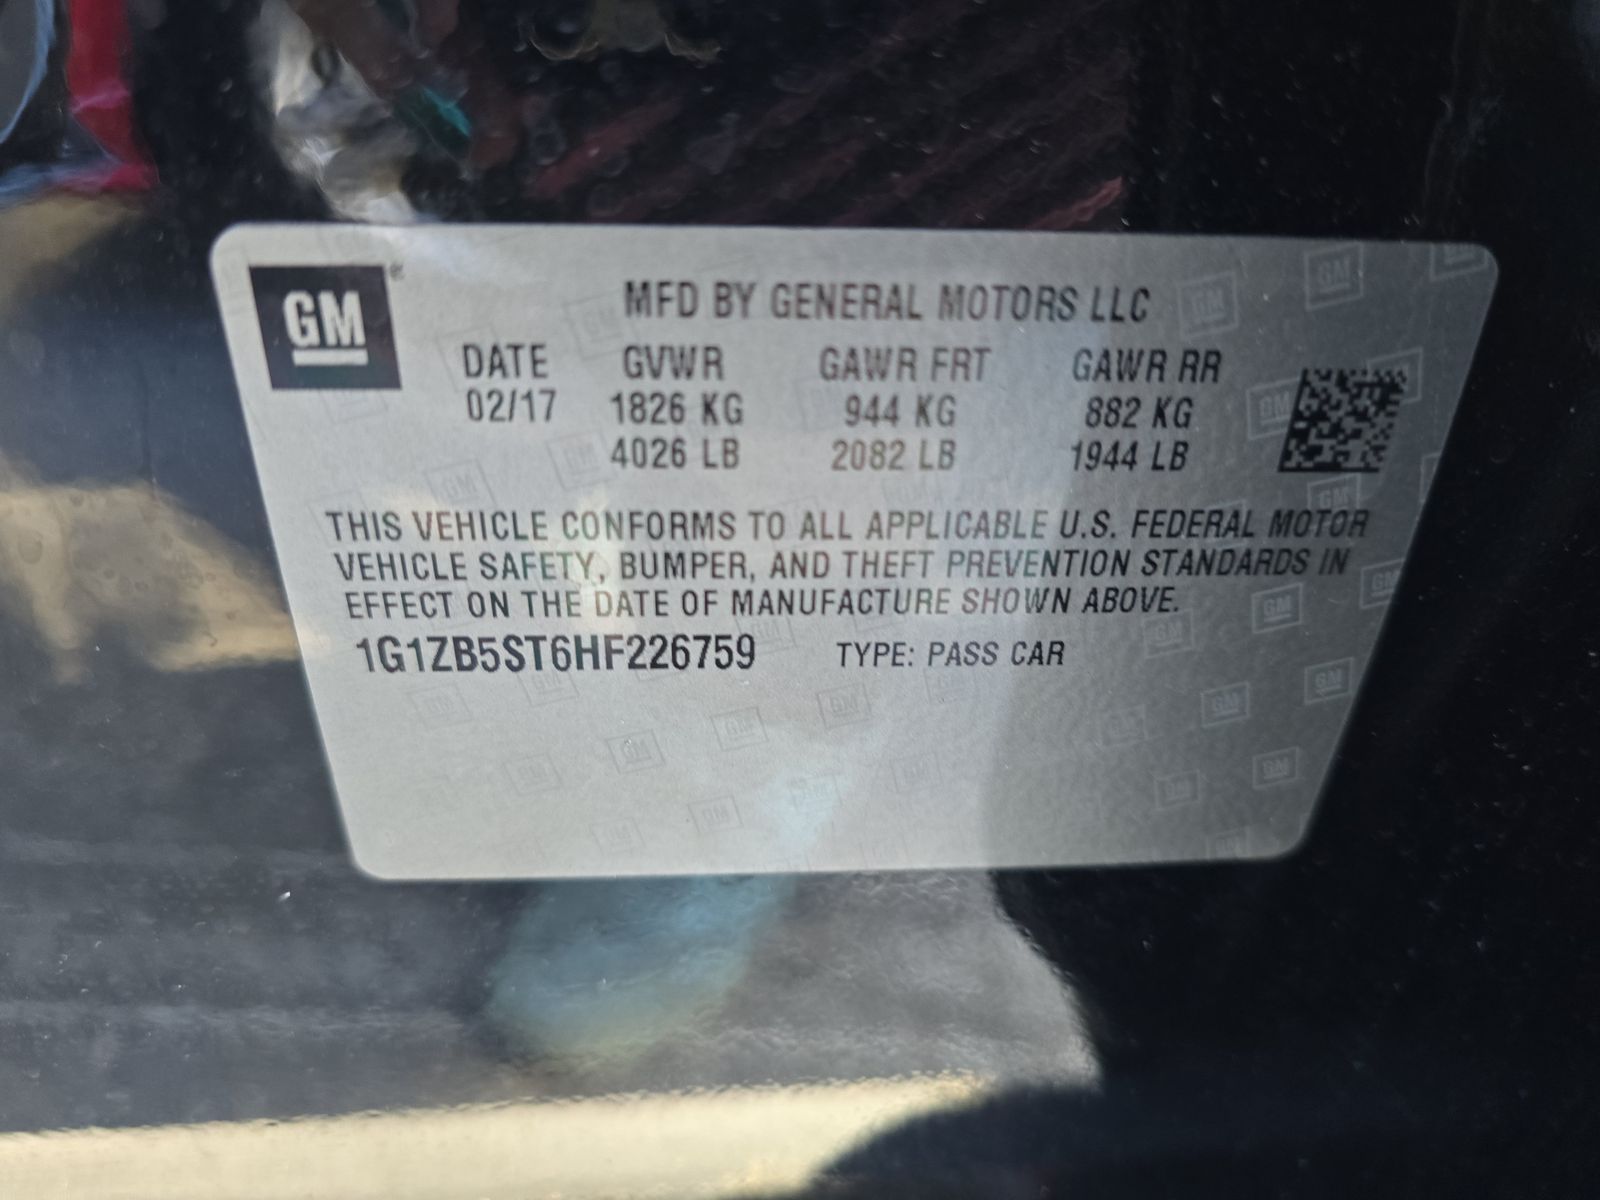 GM®
MFD BY GENERAL MOTORS LLC
DATE GVWR GAWR FRT GAWR RR
02/17 1826 KG 944 KG 882 KG
4026 LB 2082 LB 1944 LB
THIS VEHICLE CONFORMS TO ALL APPLICABLE U.S. FEDERAL MOTOR
VEHICLE SAFETY, BUMPER, AND THEFT PREVENTION STANDARDS IN
EFFECT ON THE DATE OF MANUFACTURE SHOWN ABOVE.
1G1ZB5ST6HF226759 TYPE: PASS CAR